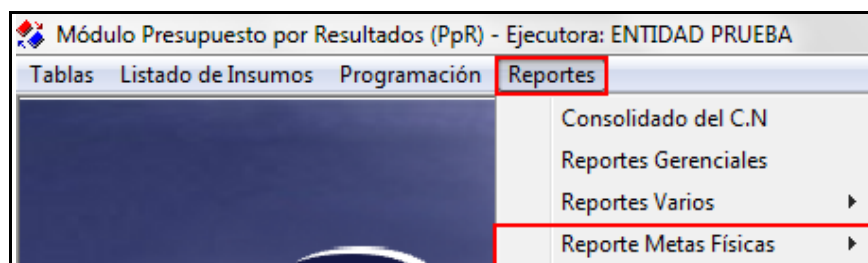 Módulo Presupuesto por Resultados (PpR) - Ejecutora: ENTIDAD PRUEBA
Tablas Listado de Insumos Programación Reportes
Consolidado del C.N
Reportes Gerenciales
Reportes Varios
Reporte Metas Físicas